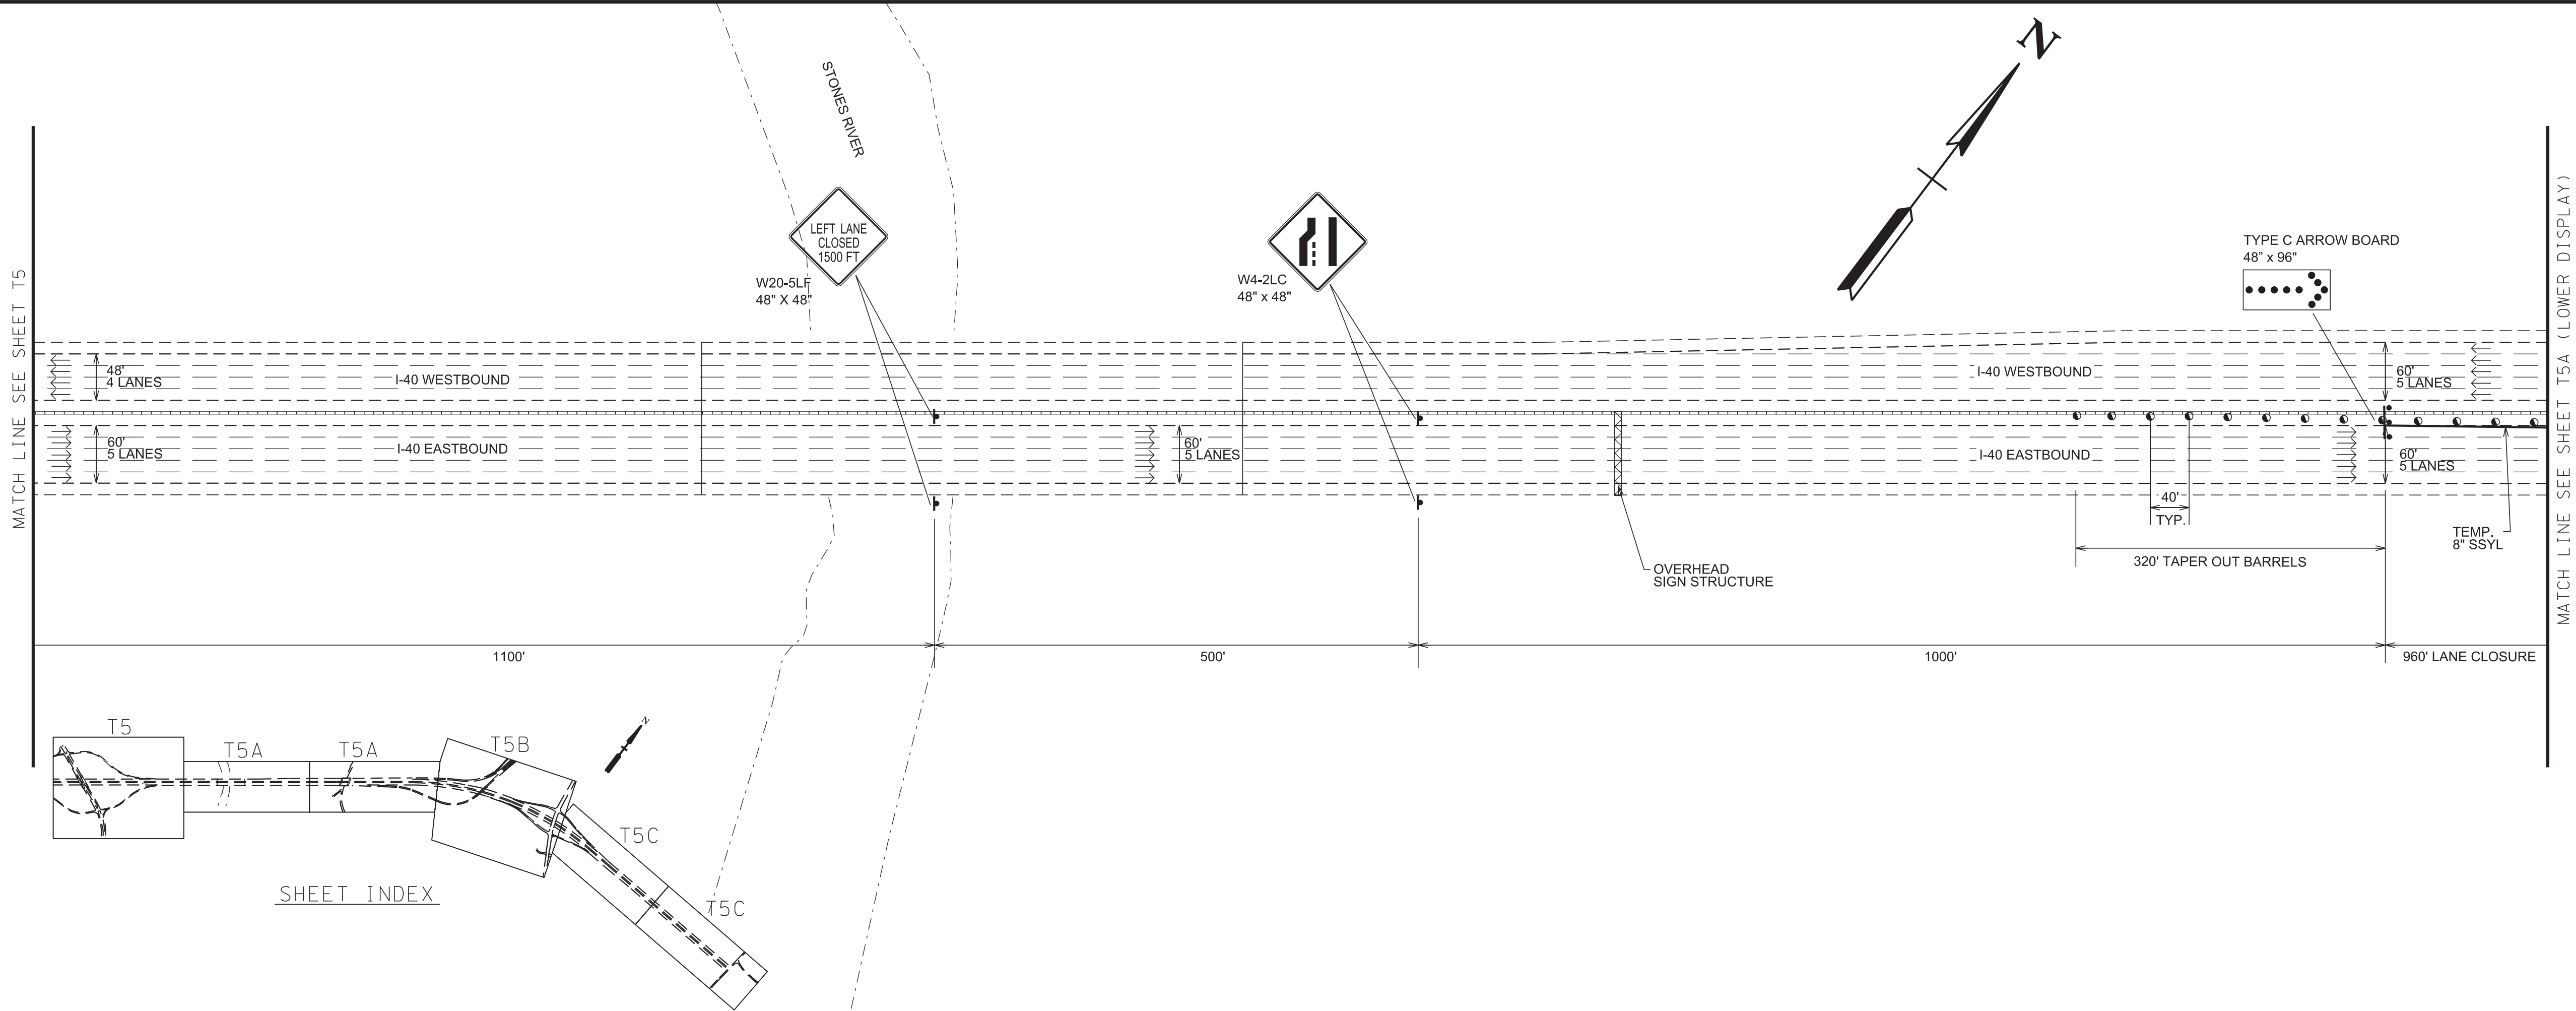 N
STONES RIVER
LEFT LANE
CLOSED
1500 FT
W20-5LF
48" X 48"
W4-2LC
48" x 48"
TYPE C ARROW BOARD
48” x 96"
MATCH LINE SEE SHEET T5
MATCH LINE SEE SHEET T5A (LOWER DISPLAY)
48'
4 LANES
I-40 WESTBOUND
I-40 WESTBOUND
60'
5 LANES
60'
5 LANES
I-40 EASTBOUND
60'
5 LANES
I-40 EASTBOUND
60'
5 LANES
40'
TYP.
TEMP.
8" SSYL
320' TAPER OUT BARRELS
OVERHEAD
SIGN STRUCTURE
1100'
500'
1000'
960' LANE CLOSURE
T5
T5A
T5A
T5B
N
T5C
T5C
SHEET INDEX